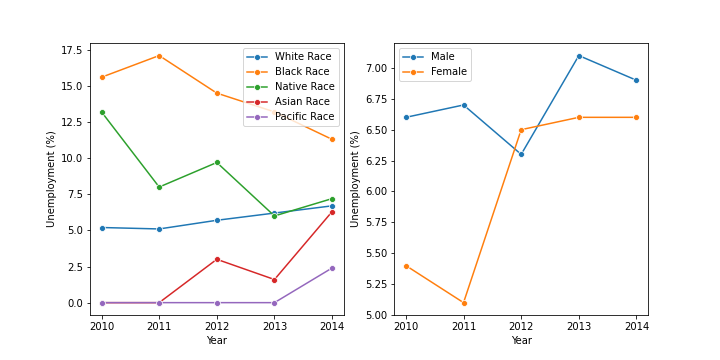 17.5
15.0
12.5
10.0
7.5
5.0
2.5
0.0
Unemployment (%)
2010 2011 2012 2013 2014
Year
White Race
Black Race
Native Race
Asian Race
Pacific Race
7.00
6.75
6.50
6.25
6.00
5.75
5.50
5.25
5.00
Unemployment (%)
2010 2011 2012 2013 2014
Year
Male
Female